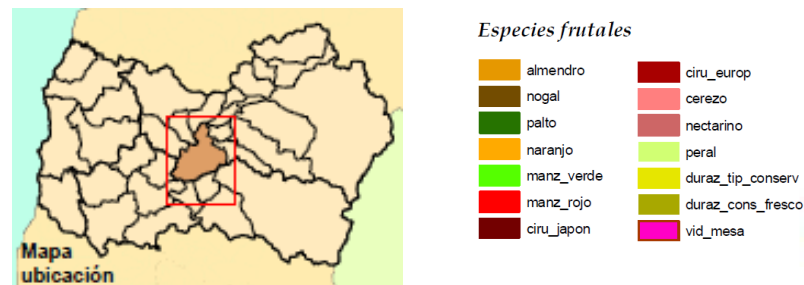 Mapa
ubicación
Especies frutales
almendro
nogal
palto
naranjo
manz_verde
manz_rojo
ciru_japon
ciru_europ
cerezo
nectarino
peral
duraz_tip_conserv
duraz_cons_fresco
vid_mesa